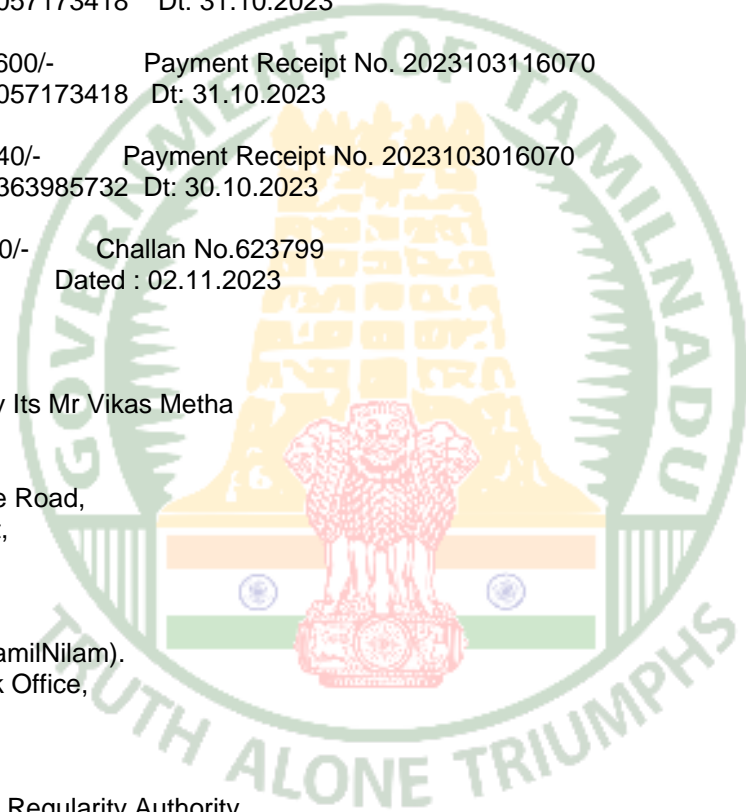 057173418 Dt: 31.10.2023
600/- Payment Receipt No. 2023103116070
057173418 Dt: 31.10.2023
40/- Payment Receipt No. 2023103016070
363985732 Dt: 30.10.2023
0/- Challan No.623799
Dated : 02.11.2023
y Its Mr Vikas Metha
e Road,
t,
amilNilam).
k Office,
Regularity Authority
GOVERNMENT OF TAMILNADU
TRUTH ALONE TRIUMPHS